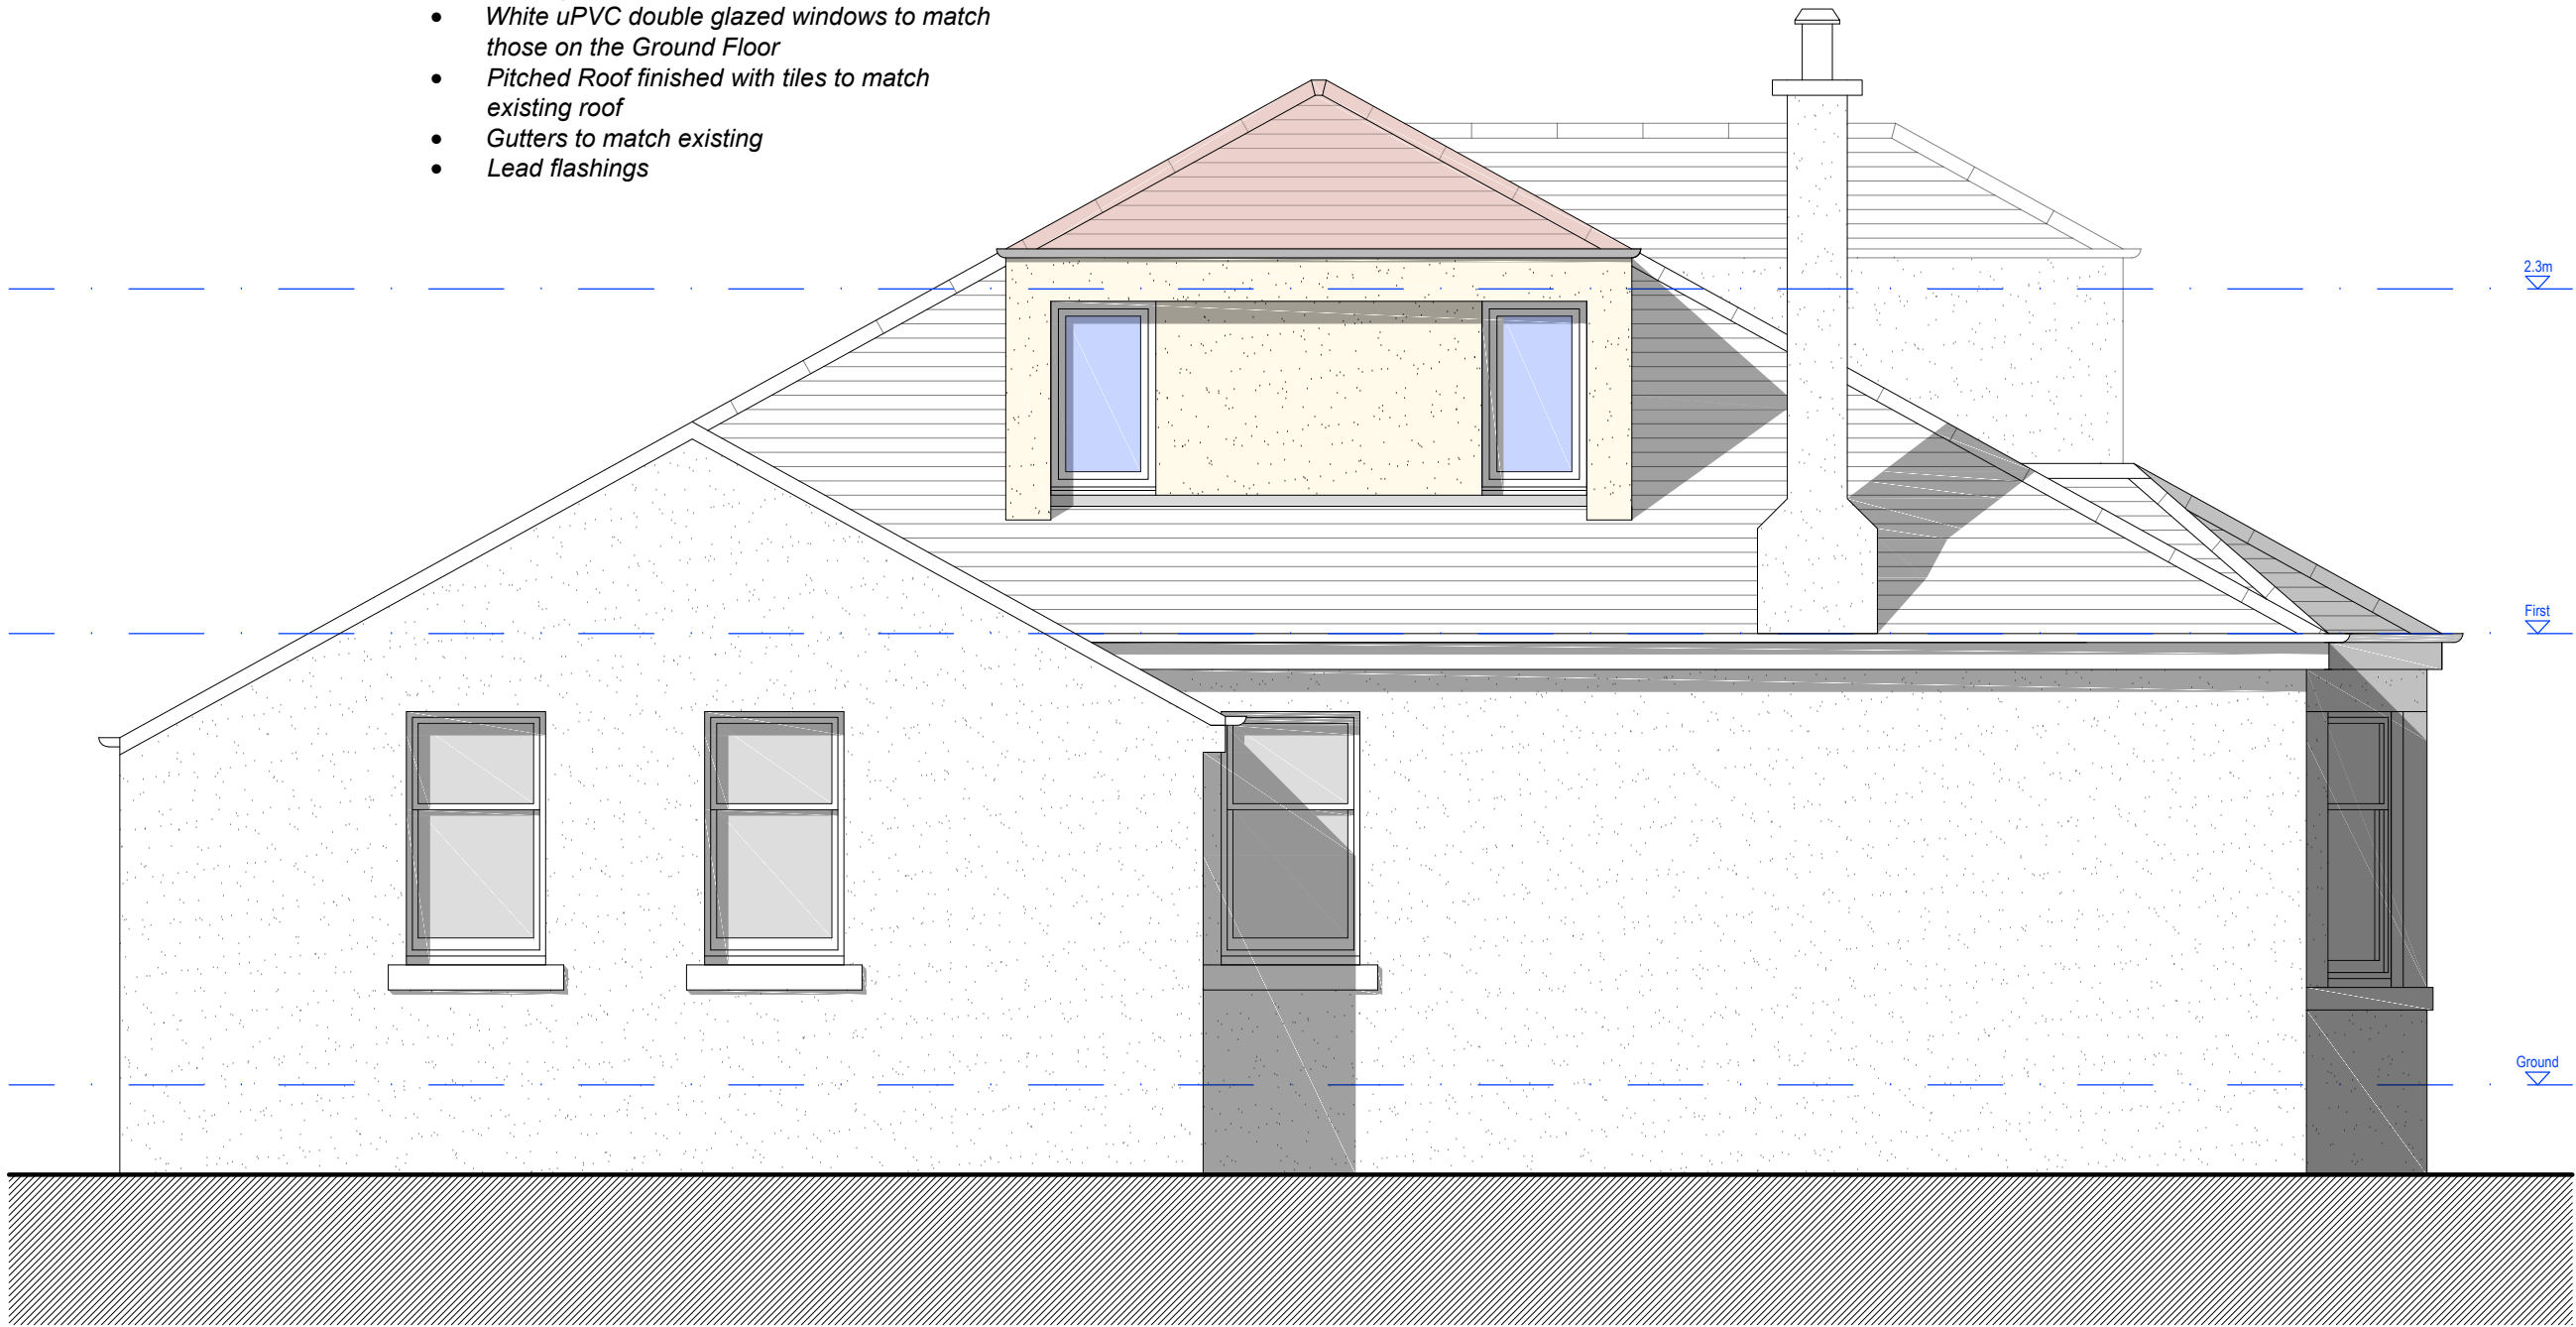 • White uPVC double glazed windows to match
those on the Ground Floor
• Pitched Roof finished with tiles to match
existing roof
• Gutters to match existing
• Lead flashings
2.3m
First
Ground